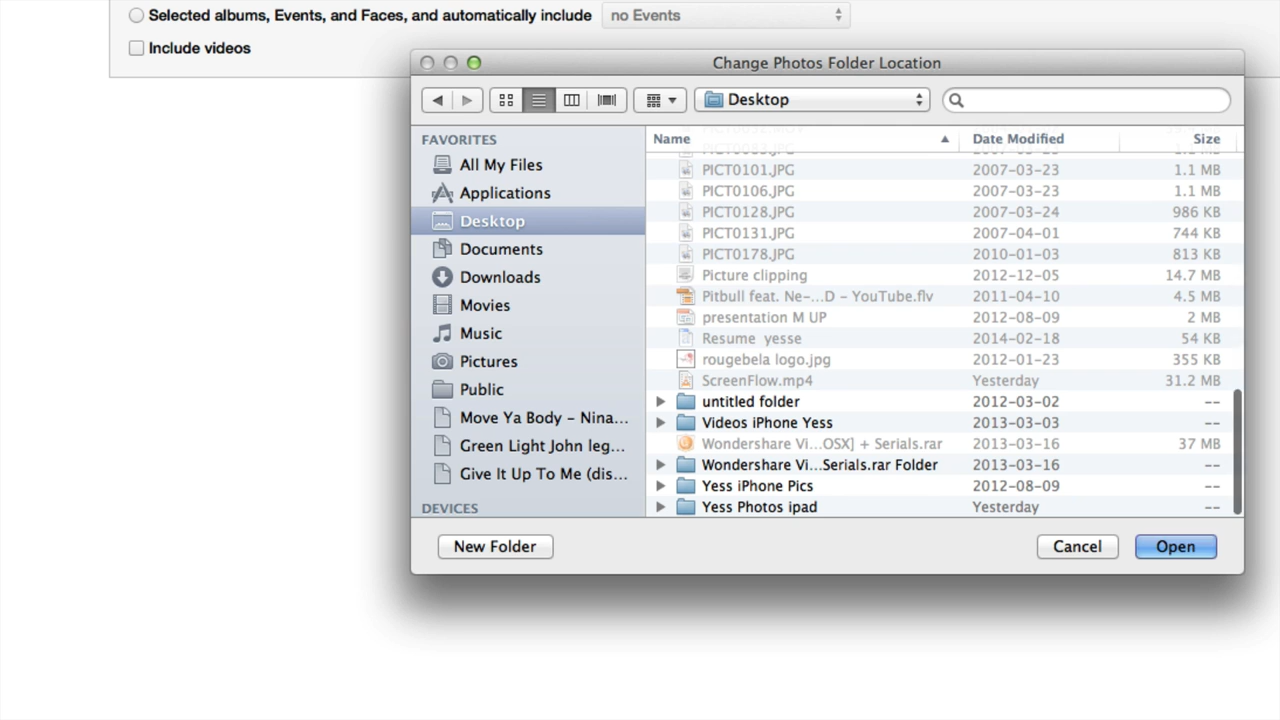 Selected albums, Events, and Faces, and automatically include no Events
Include videos
Change Photos Folder Location
Desktop
FAVORITES
All My Files
Applications
Desktop
Documents
Downloads
Movies
Music
Pictures
Public
Move Ya Body – Nina...
Green Light John leg...
Give It Up To Me (dis...
DEVICES
Name Date Modified Size
PICT0101.JPG 2007-03-23 1.1 MB
PICT0106.JPG 2007-03-23 1.1 MB
PICT0128.JPG 2007-03-24 986 KB
PICT0131.JPG 2007-04-01 744 KB
PICT0178.JPG 2010-01-03 813 KB
Picture clipping 2012-12-05 14.7 MB
Pitbull feat. Ne-...D – YouTube.flv 2011-04-10 4.5 MB
presentation M UP 2012-08-09 2 MB
Resume yesse 2014-02-18 54 KB
rougebela logo.jpg 2012-01-23 355 KB
ScreenFlow.mp4 Yesterday 31.2 MB
untitled folder 2012-03-02 --
Videos iPhone Yess 2013-03-03 --
Wondershare Vi...OSX] + Serials.rar 2013-03-16 37 MB
Wondershare Vi...Serials.rar Folder 2013-03-16 --
Yess iPhone Pics 2012-08-09 --
Yess Photos ipad Yesterday --
New Folder Cancel Open